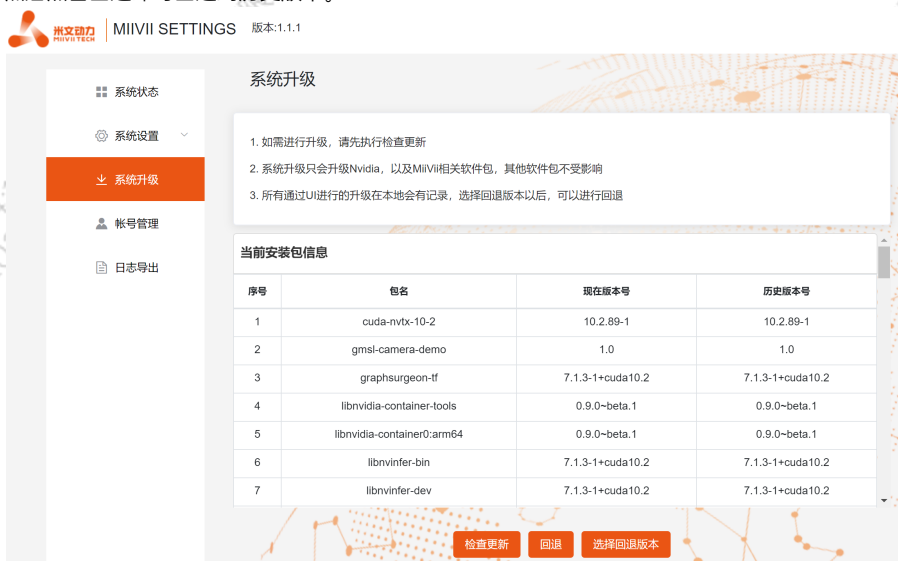 米文动力
MIIVII TECH
MIIVII SETTINGS 版本:1.1.1
系统状态
系统设置
系统升级
帐号管理
日志导出
系统升级
1. 如需进行升级，请先执行检查更新
2. 系统升级只会升级Nvidia，以及MiiVii相关软件包，其他软件包不受影响
3. 所有通过UI进行的升级在本地会有记录，选择回退版本以后，可以进行回退
当前安装包信息
序号 包名 现在版本号 历史版本号
1 cuda-nvtx-10-2 10.2.89-1 10.2.89-1
2 gmsl-camera-demo 1.0 1.0
3 graphsurgeon-tf 7.1.3-1+cuda10.2 7.1.3-1+cuda10.2
4 libnvidia-container-tools 0.9.0~beta.1 0.9.0~beta.1
5 libnvidia-container0:arm64 0.9.0~beta.1 0.9.0~beta.1
6 libnvinfer-bin 7.1.3-1+cuda10.2 7.1.3-1+cuda10.2
7 libnvinfer-dev 7.1.3-1+cuda10.2 7.1.3-1+cuda10.2
检查更新 回退 选择回退版本